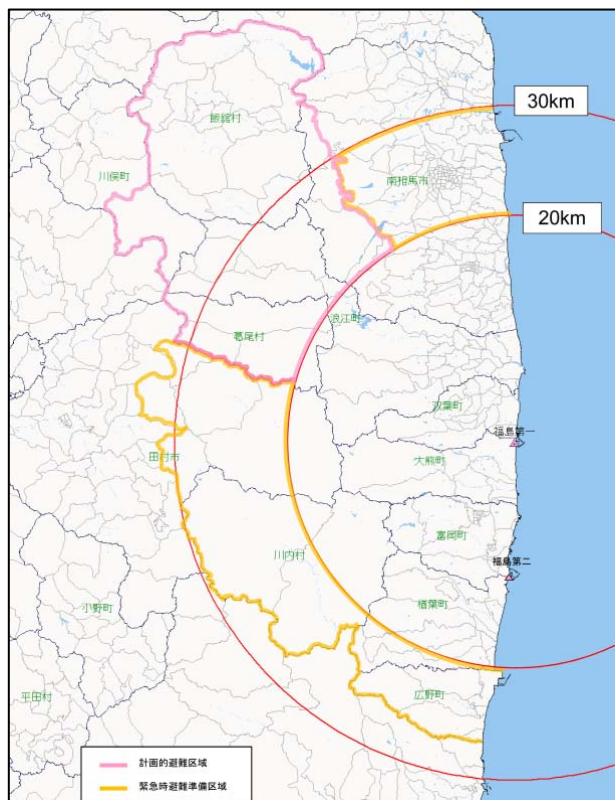 30km
飯舘村
川俣町
南相馬市
20km
浪江町
葛尾村
双葉町
福島第一
田村市
大熊町
富岡町
川内村
福島第二
楢葉町
小野町
広野町
平田村
計画的避難区域
緊急時避難準備区域